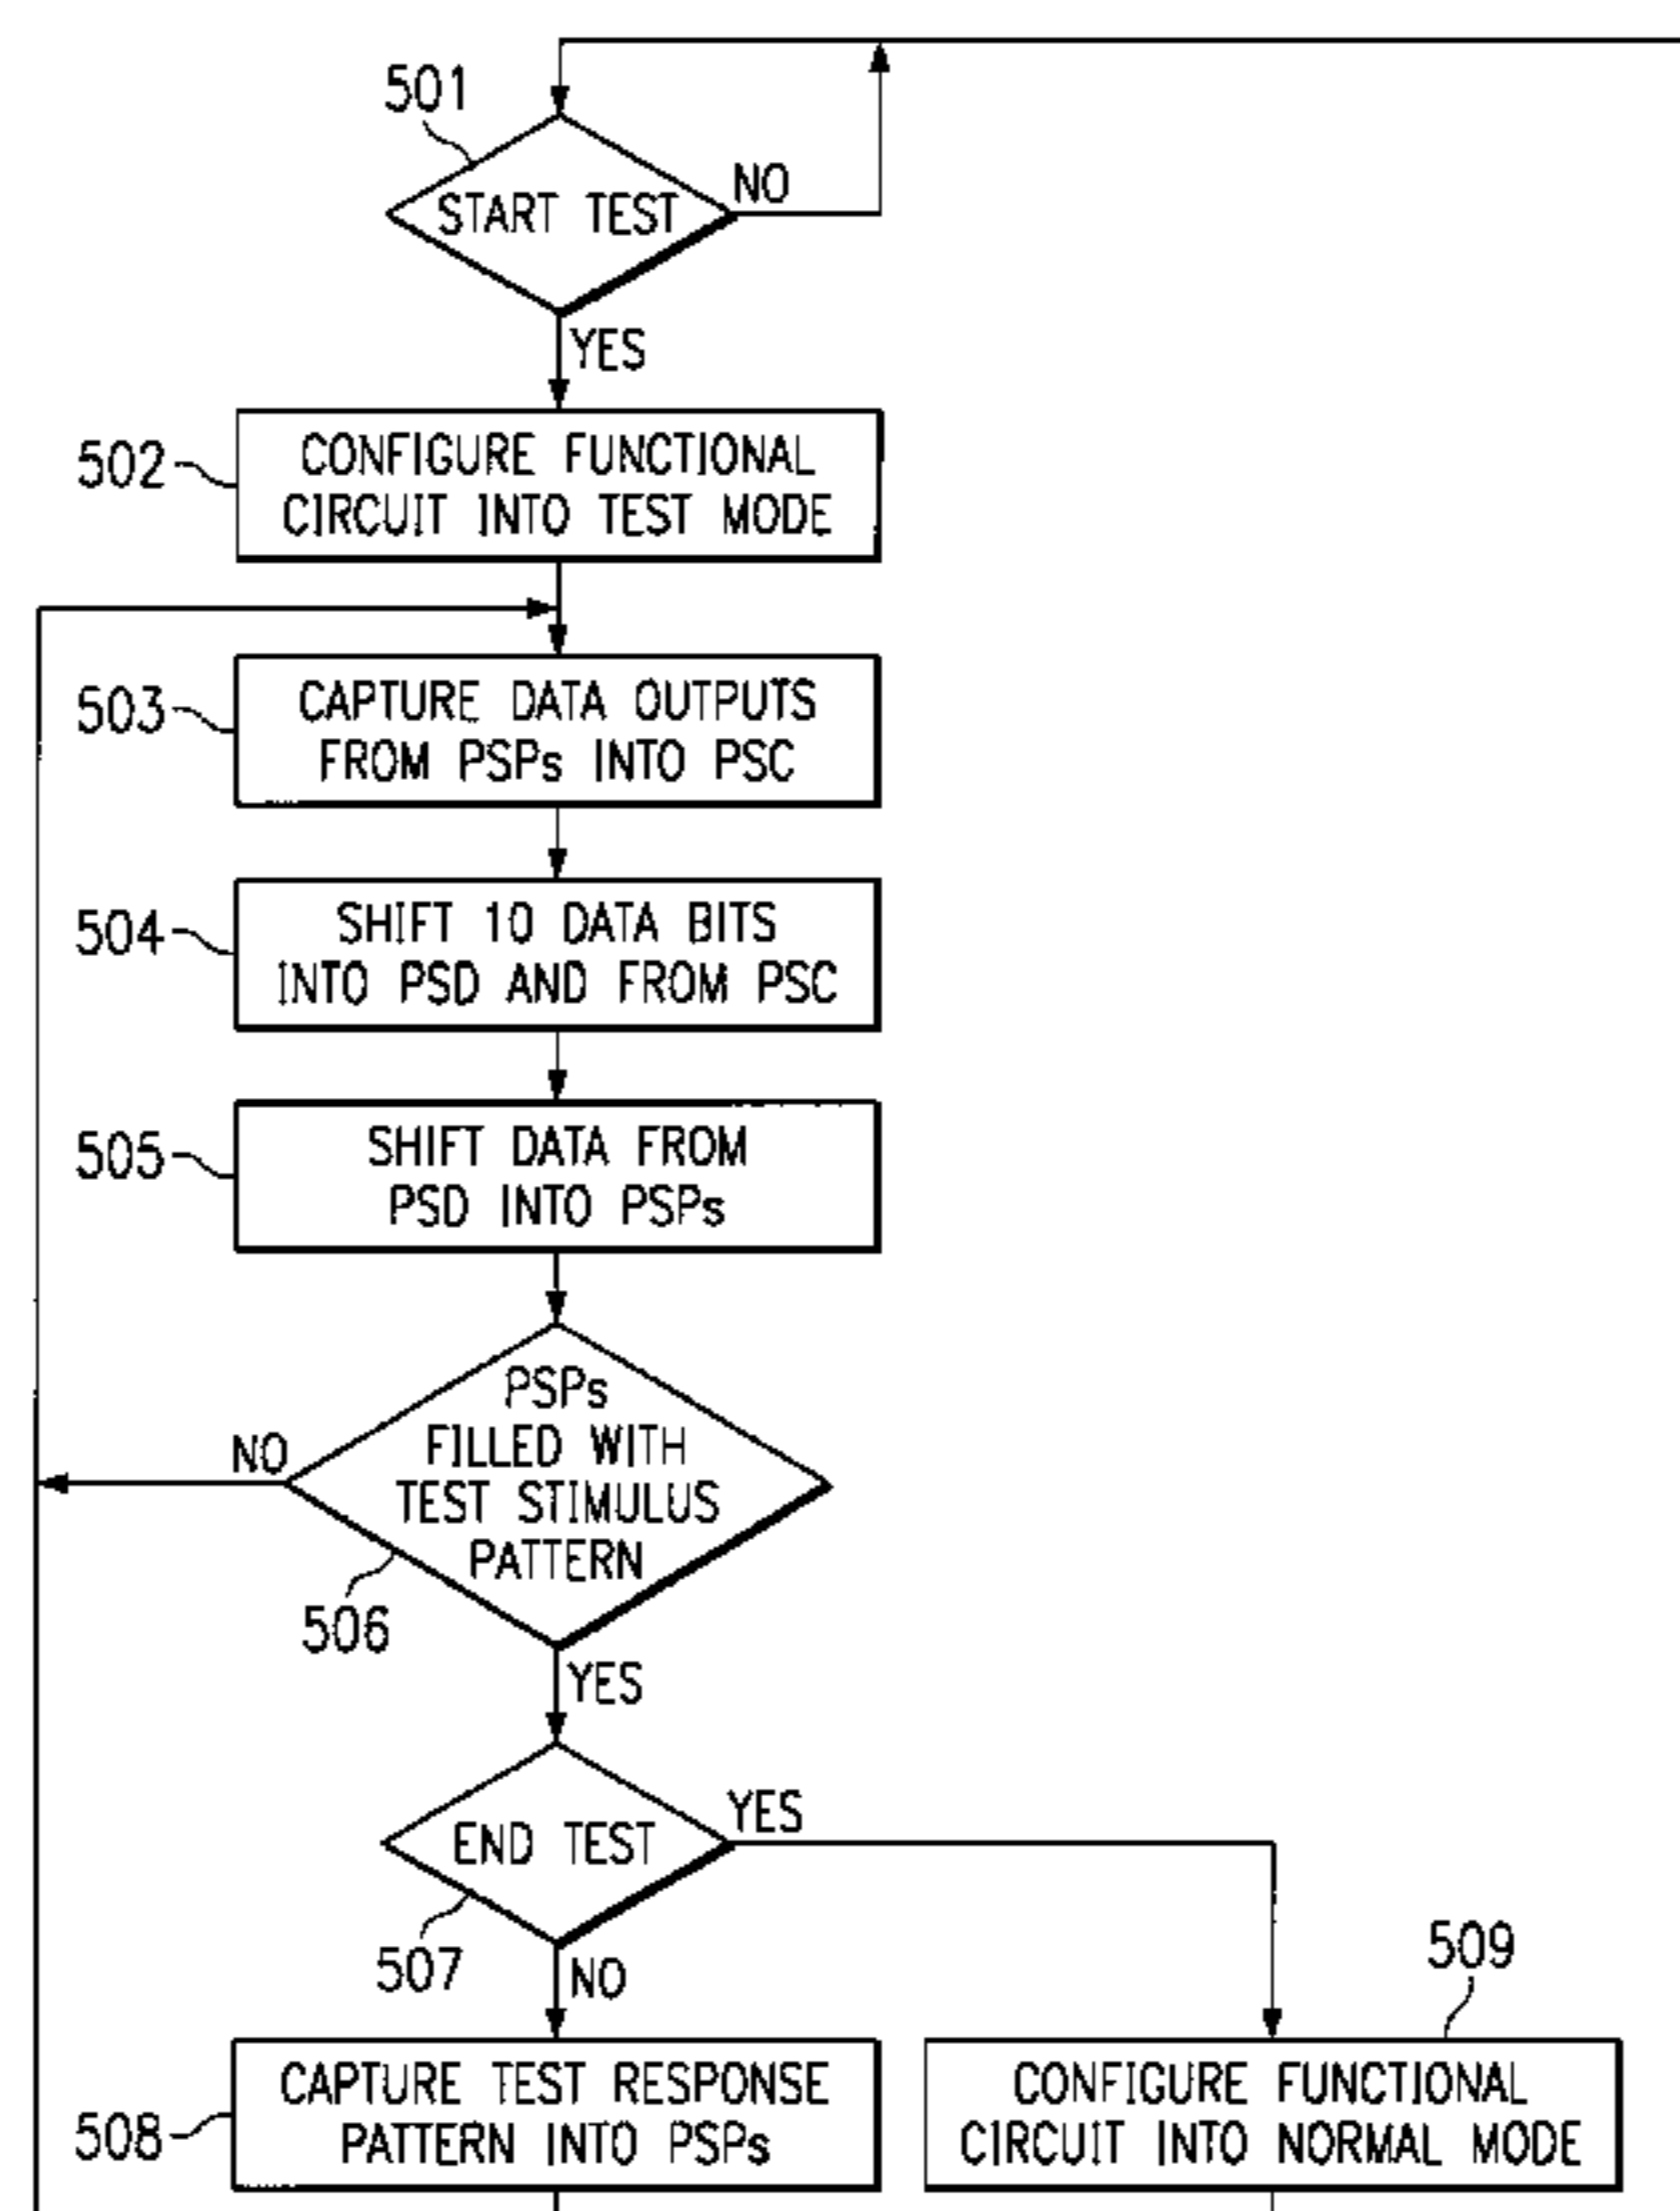 501
START TEST
NO
YES
502
CONFIGURE FUNCTIONAL
CIRCUIT INTO TEST MODE
503
CAPTURE DATA OUTPUTS
FROM PSPs INTO PSC
504
SHIFT 10 DATA BITS
INTO PSD AND FROM PSC
505
SHIFT DATA FROM
PSD INTO PSPs
PSPs
FILLED WITH
TEST STIMULUS
PATTERN
NO
506
YES
END TEST
YES
507
NO
509
508
CAPTURE TEST RESPONSE
PATTERN INTO PSPs
CONFIGURE FUNCTIONAL
CIRCUIT INTO NORMAL MODE